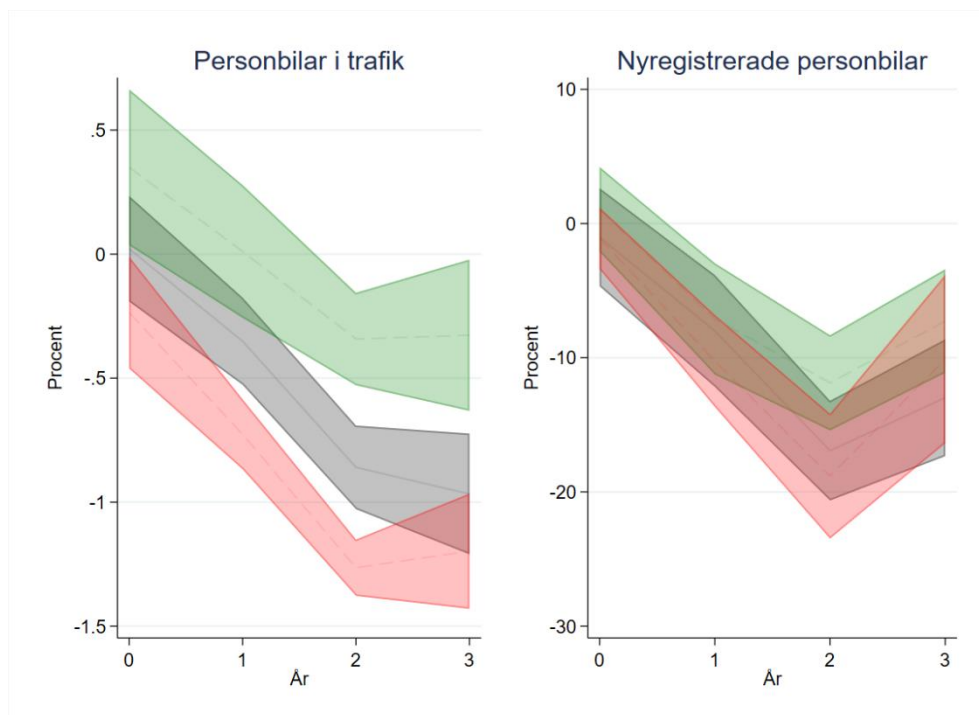 Personbilar i trafik
.5
0
-.5
-1
-1.5
Procent
0 1 2 3
År
Nyregistrerade personbilar
10
0
-10
-20
-30
Procent
0 1 2 3
År